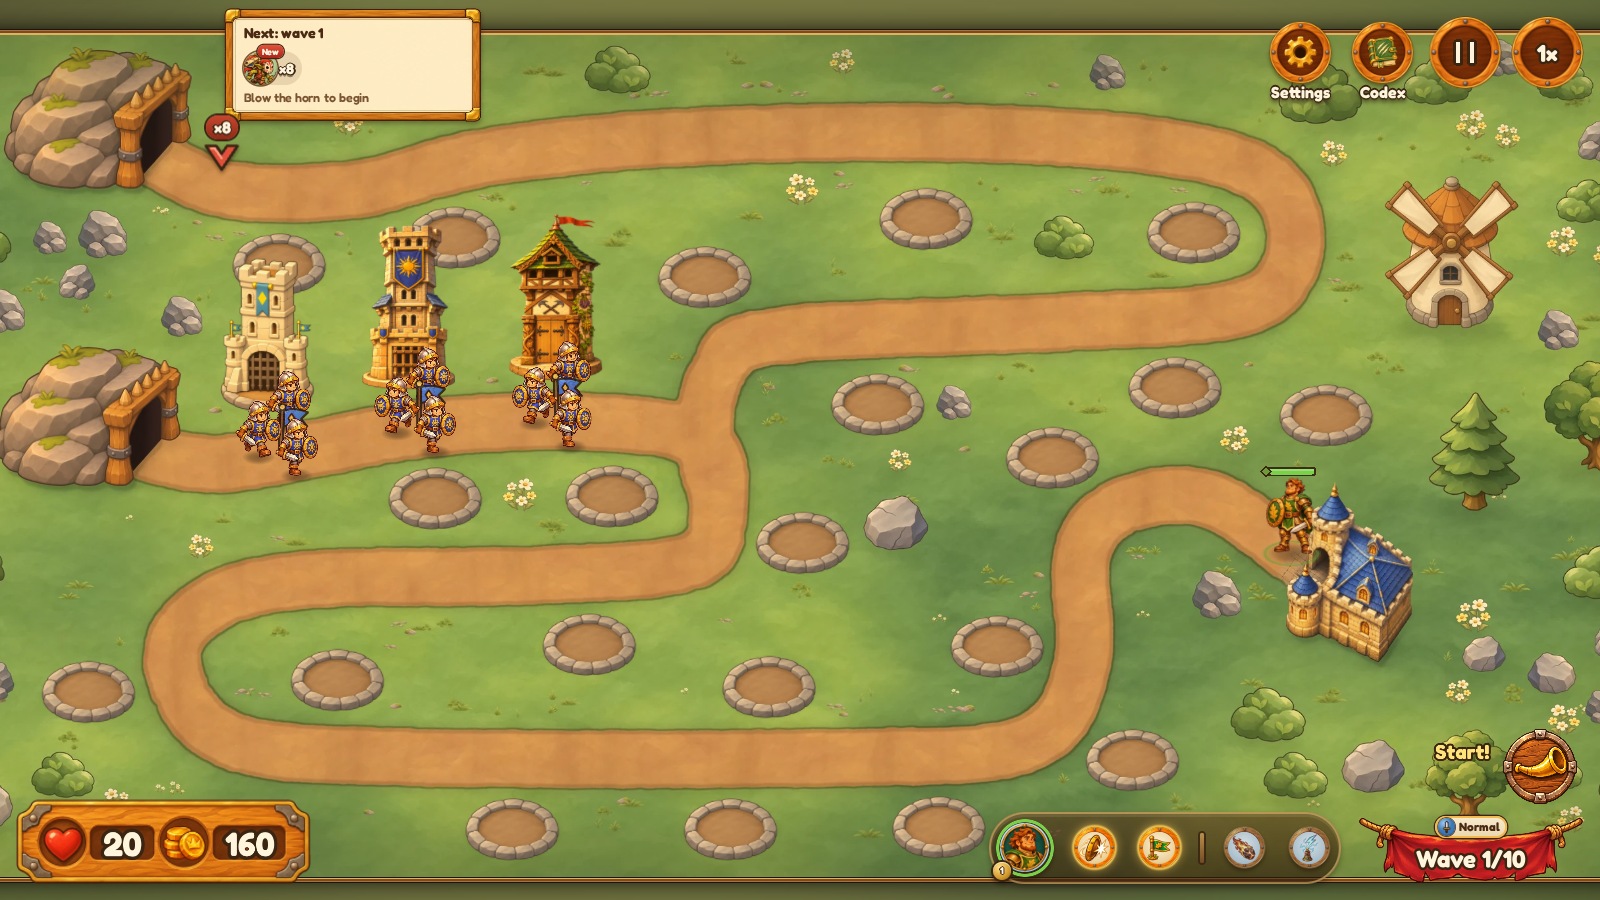 Next: wave 1
New
x8
Blow the horn to begin
x8
1x
Settings
Codex
Start!
Normal
Wave 1/10
20
160
1